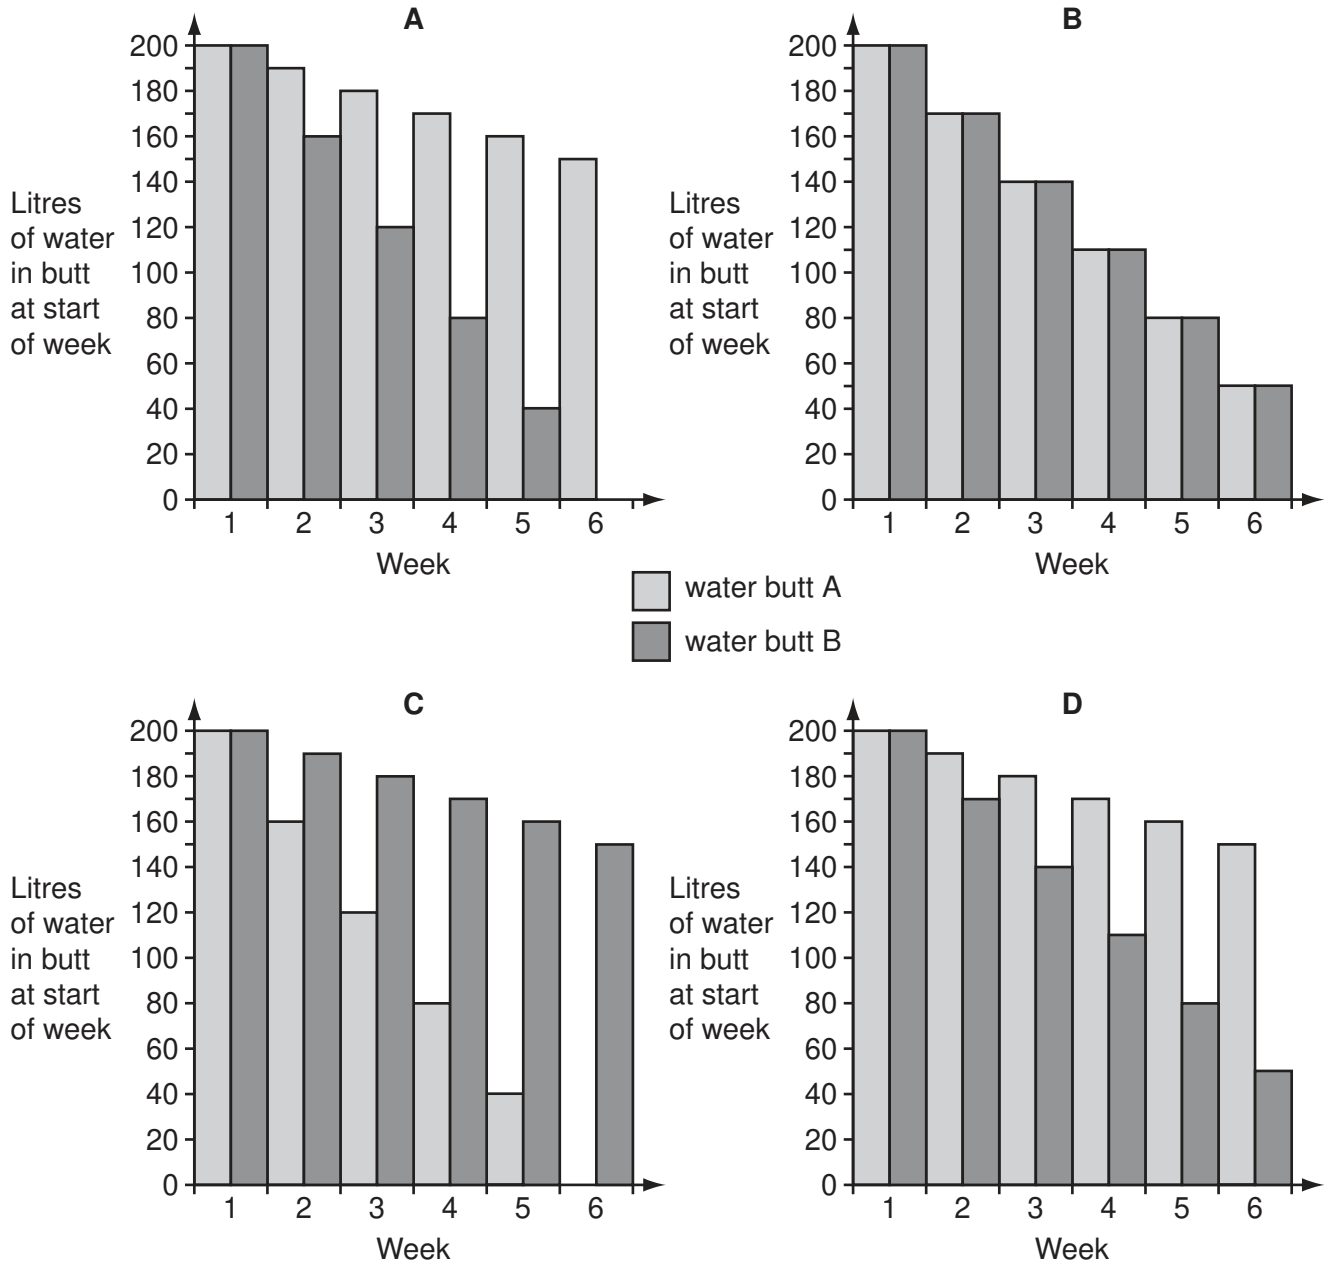 A
200
180
160
140
120
100
80
60
40
20
0
Litres
of water
in butt
at start
of week
1 2 3 4 5 6
Week
B
200
180
160
140
120
100
80
60
40
20
0
Litres
of water
in butt
at start
of week
1 2 3 4 5 6
Week
water butt A
water butt B
C
200
180
160
140
120
100
80
60
40
20
0
Litres
of water
in butt
at start
of week
1 2 3 4 5 6
Week
D
200
180
160
140
120
100
80
60
40
20
0
Litres
of water
in butt
at start
of week
1 2 3 4 5 6
Week